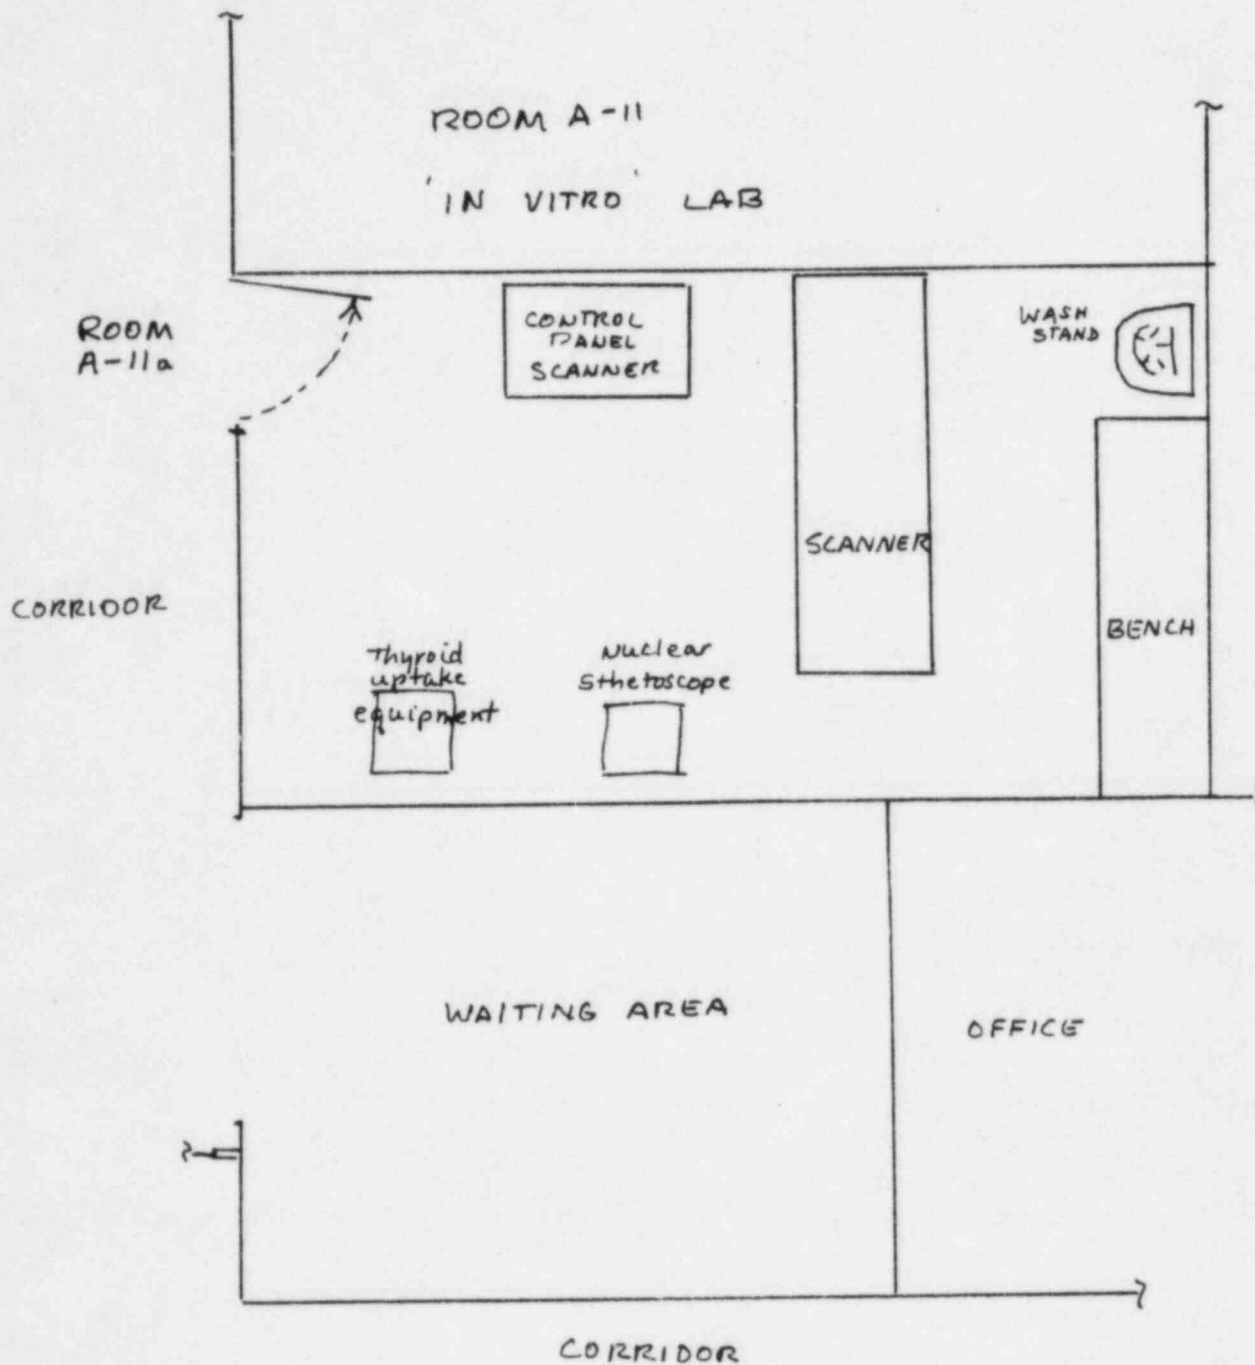 ROOM A-11
'IN VITRO' LAB
ROOM
A-11a
CONTROL
PANEL
SCANNER
WASH
STAND
SCANNER
CORRIDOR
BENCH
Thyroid
uptake
equipment
Nuclear
Sthetoscope
WAITING AREA
OFFICE
CORRIDOR